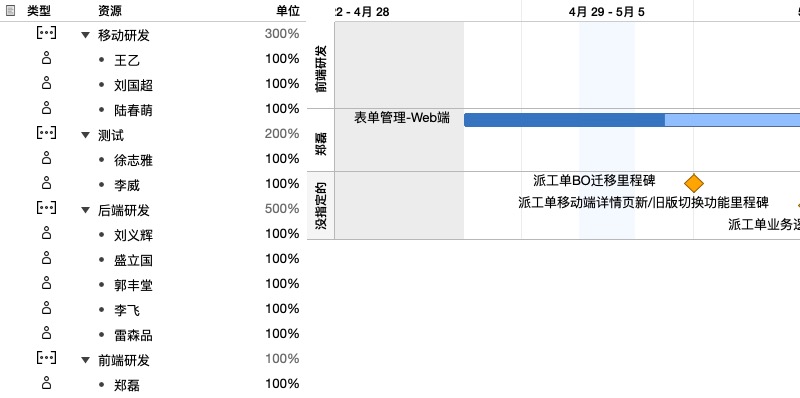 类型 资源 单位
移动研发 300%
王乙 100%
刘国超 100%
陆春萌 100%
测试 200%
徐志雅 100%
李威 100%
后端研发 500%
刘义辉 100%
盛立国 100%
郭丰堂 100%
李飞 100%
雷森品 100%
前端研发 100%
郑磊 100%
2 - 4月 28 4月 29 - 5月 5
前端研发
表单管理-Web端
郑磊
没指定的
派工单BO迁移里程碑
派工单移动端详情页新/旧版切换功能里程碑
派工单业务